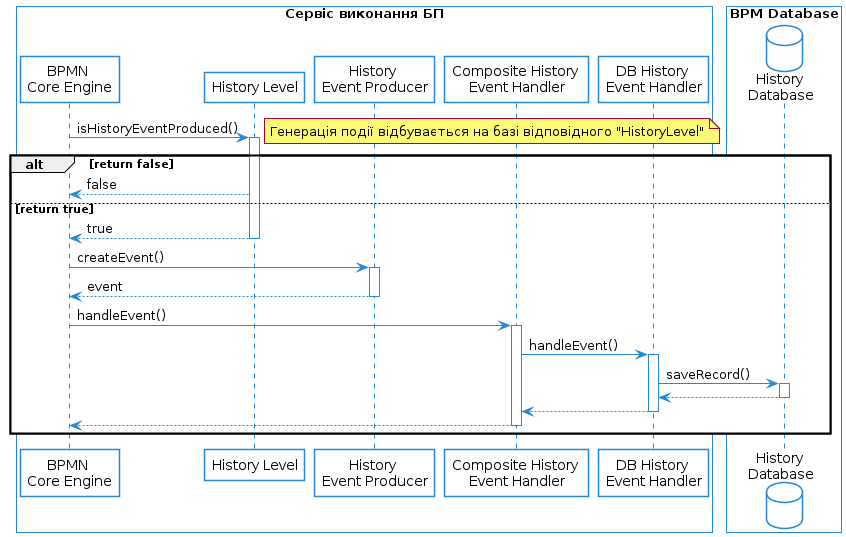 Сервіс виконання БП
BPM Database
BPMN
Core Engine
History Level
History
Event Producer
Composite History
Event Handler
DB History
Event Handler
History
Database
isHistoryEventProduced()
Генерація події відбувається на базі відповідного "HistoryLevel"
alt
[return false]
false
[return true]
true
createEvent()
event
handleEvent()
handleEvent()
saveRecord()
BPMN
Core Engine
History Level
History
Event Producer
Composite History
Event Handler
DB History
Event Handler
History
Database